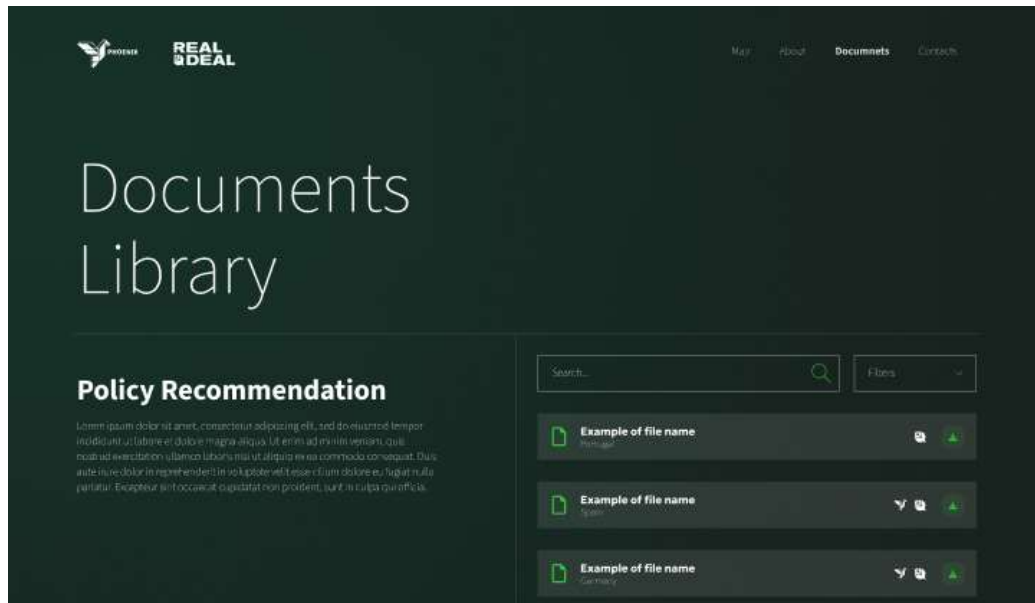 PHOENIX
REAL
DEAL
Map
About
Documnets
Contacts
Documents
Library
Policy Recommendation
Lorem ipsum dolor sit amet, consectetur adipiscing elit, sed do eiusmod tempor
incididunt ut labore et dolore magna aliqua. Ut enim ad minim veniam, quis
nostrud exercitation ullamco laboris nisi ut aliquip ex ea commodo consequat. Duis
aute irure dolor in reprehenderit in voluptate velit esse cillum dolore eu fugiat nulla
pariatur. Excepteur sint occaecat cupidatat non proident, sunt in culpa qui officia.
Search...
Filters
Example of file name
Portugal
Example of file name
Spain
Example of file name
Germany